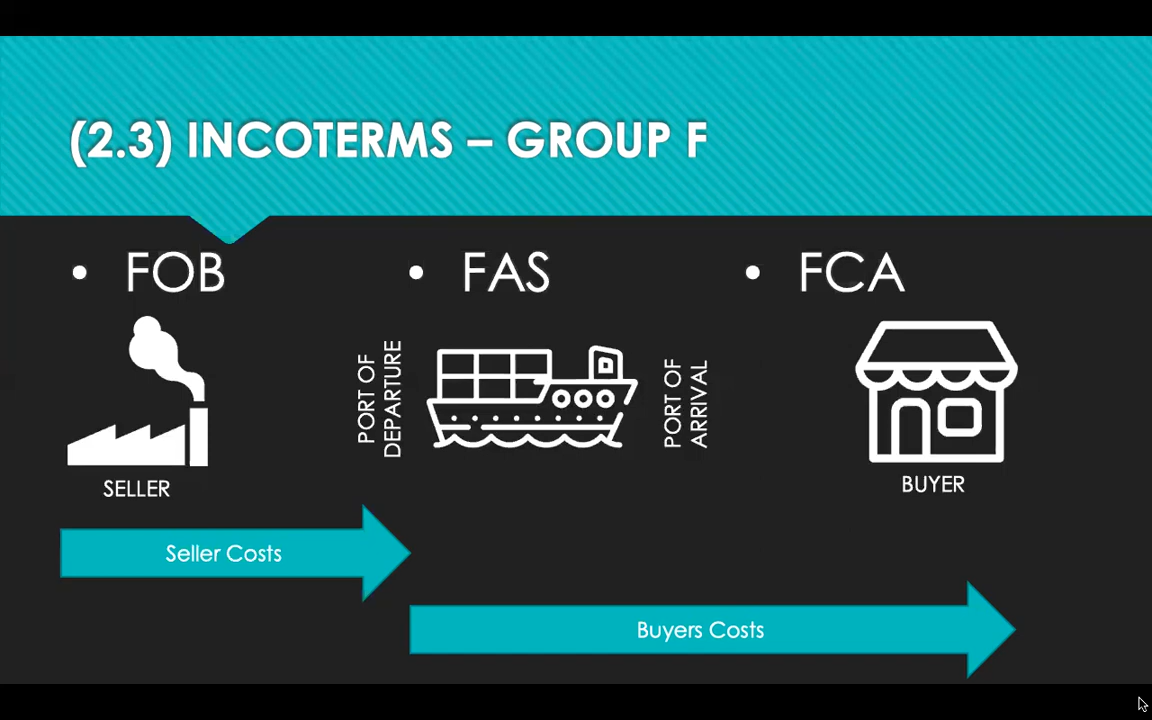 (2.3) INCOTERMS – GROUP F
• FOB
• FAS
• FCA
PORT OF
DEPARTURE
PORT OF
ARRIVAL
SELLER
BUYER
Seller Costs
Buyers Costs